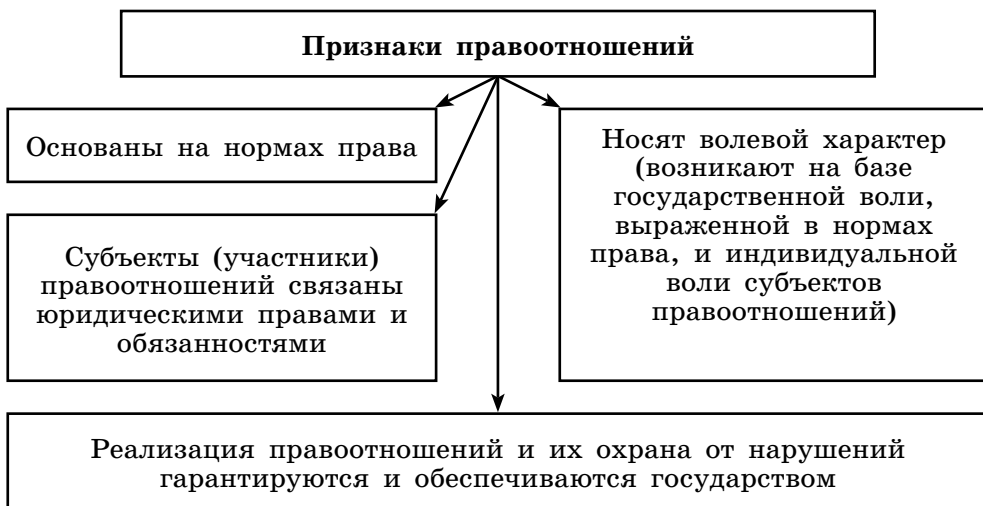 Признаки правоотношений
Основаны на нормах права
Субъекты (участники)
правоотношений связаны
юридическими правами и
обязанностями
Носят волевой характер
(возникают на базе
государственной воли,
выраженной в нормах
права, и индивидуальной
воли субъектов
правоотношений)
Реализация правоотношений и их охрана от нарушений
гарантируются и обеспечиваются государством